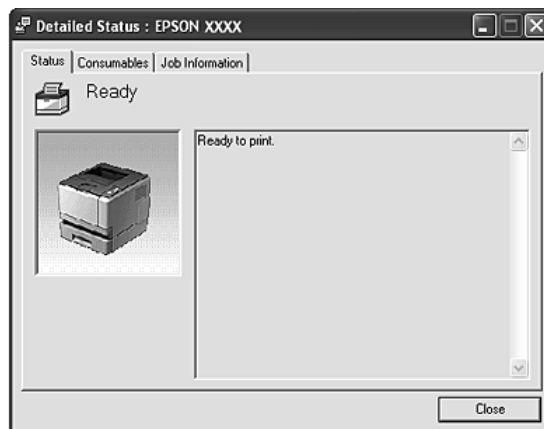 Detailed Status : EPSON XXXX
Status Consumables Job Information
Ready
Ready to print.
Close